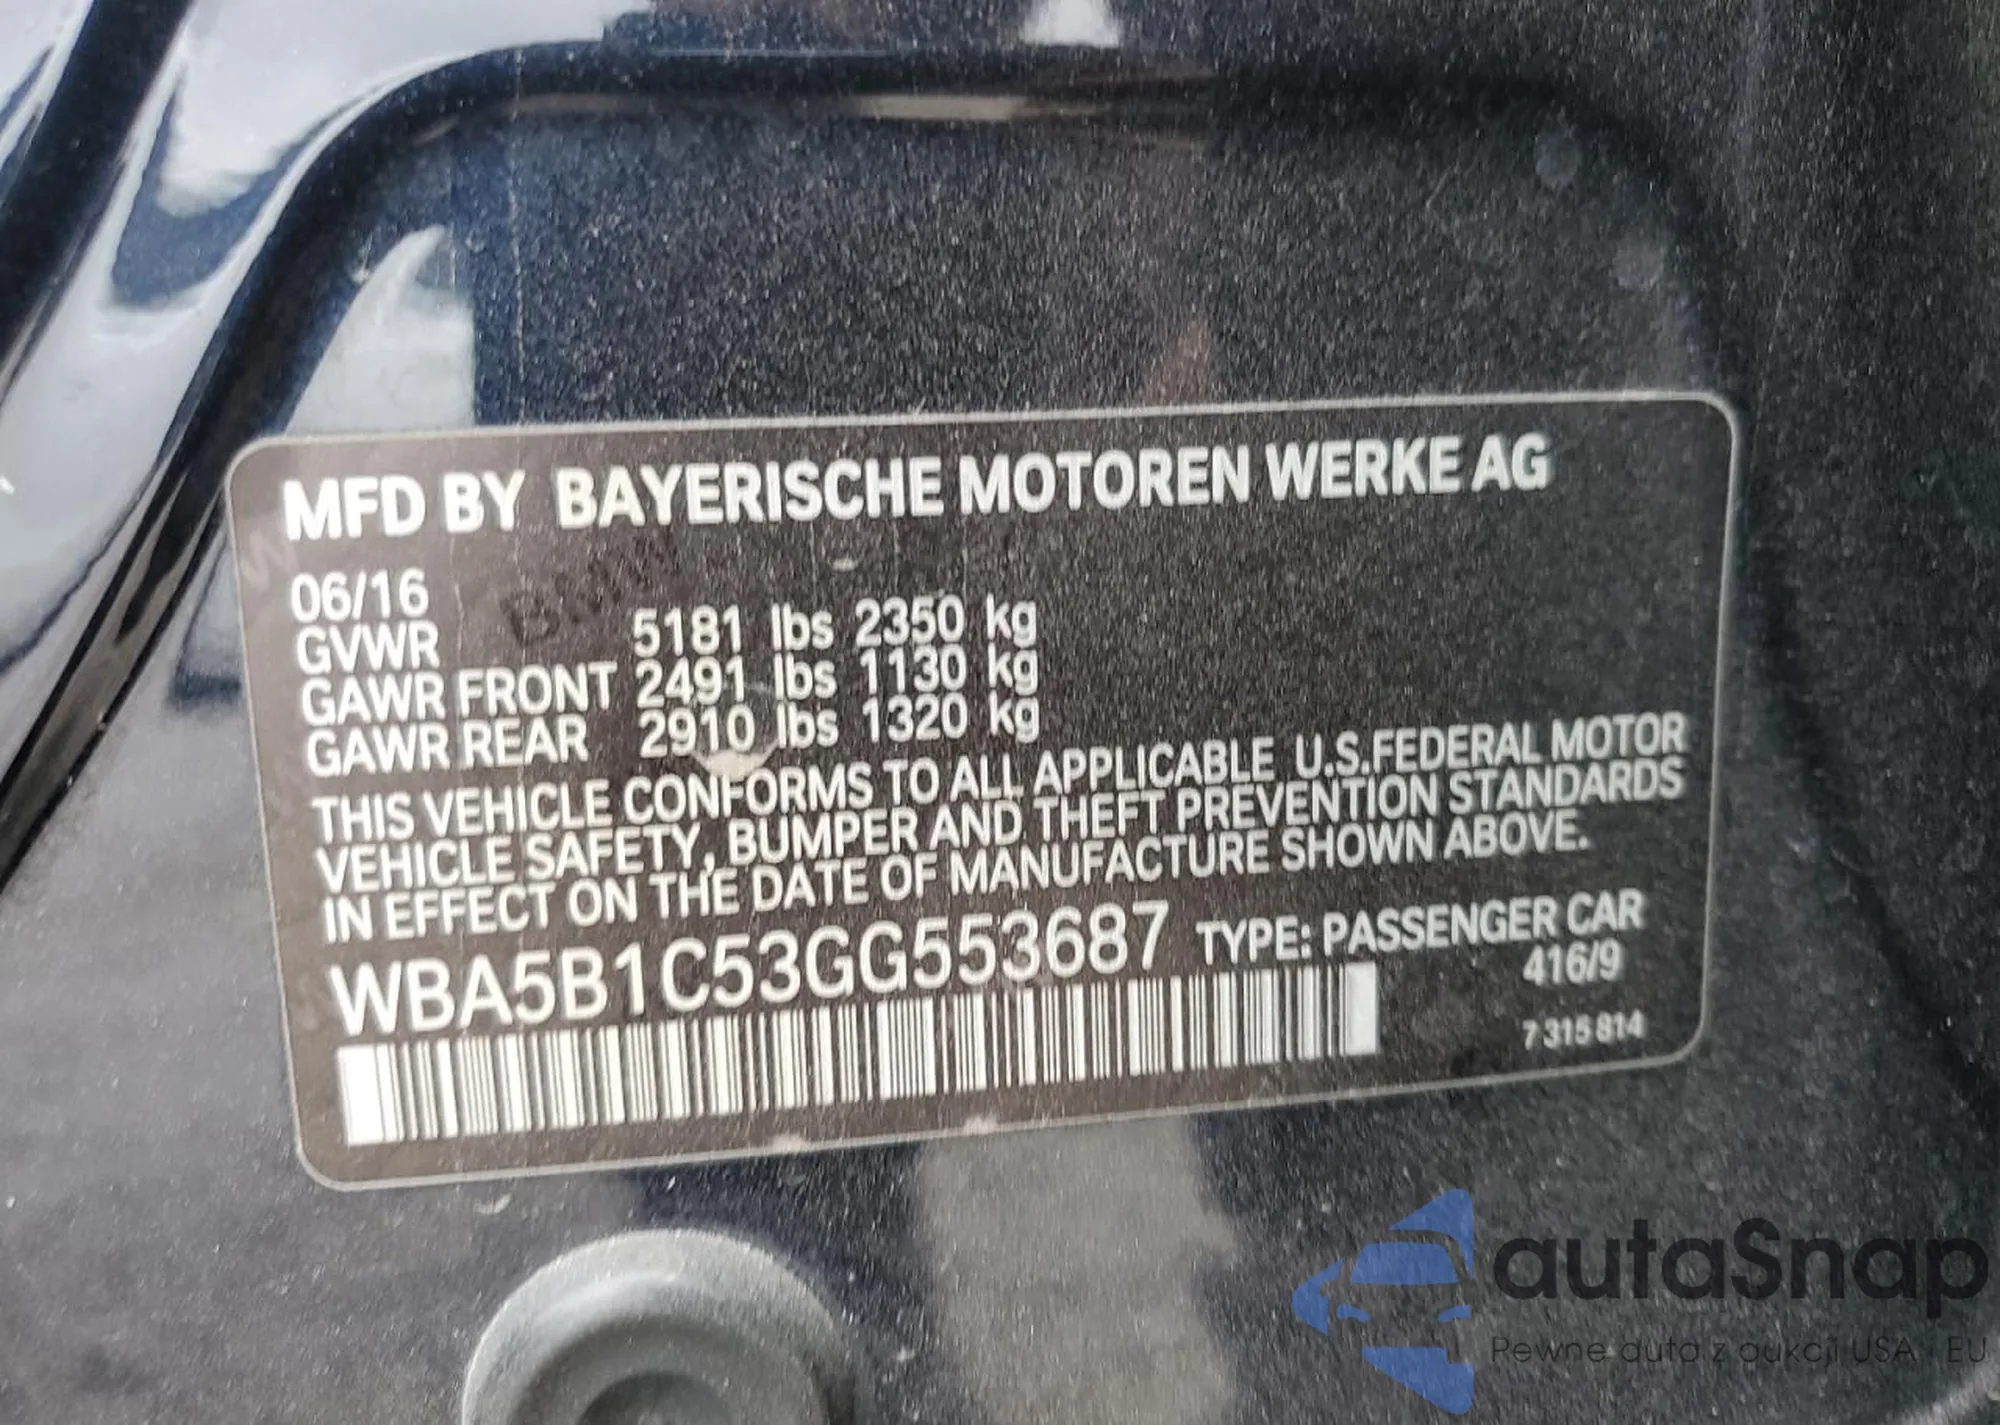 MFD BY BAYERISCHE MOTOREN WERKE AG
06/16
GVWR 5181 lbs 2350 kg
GAWR FRONT 2491 lbs 1130 kg
GAWR REAR 2910 lbs 1320 kg
THIS VEHICLE CONFORMS TO ALL APPLICABLE U.S.FEDERAL MOTOR
VEHICLE SAFETY, BUMPER AND THEFT PREVENTION STANDARDS
IN EFFECT ON THE DATE OF MANUFACTURE SHOWN ABOVE.
WBA5B1C53GG553687 TYPE: PASSENGER CAR
416/9
7 315 814
BMW
autaSnap
Pewne auta z aukcji USA - EU